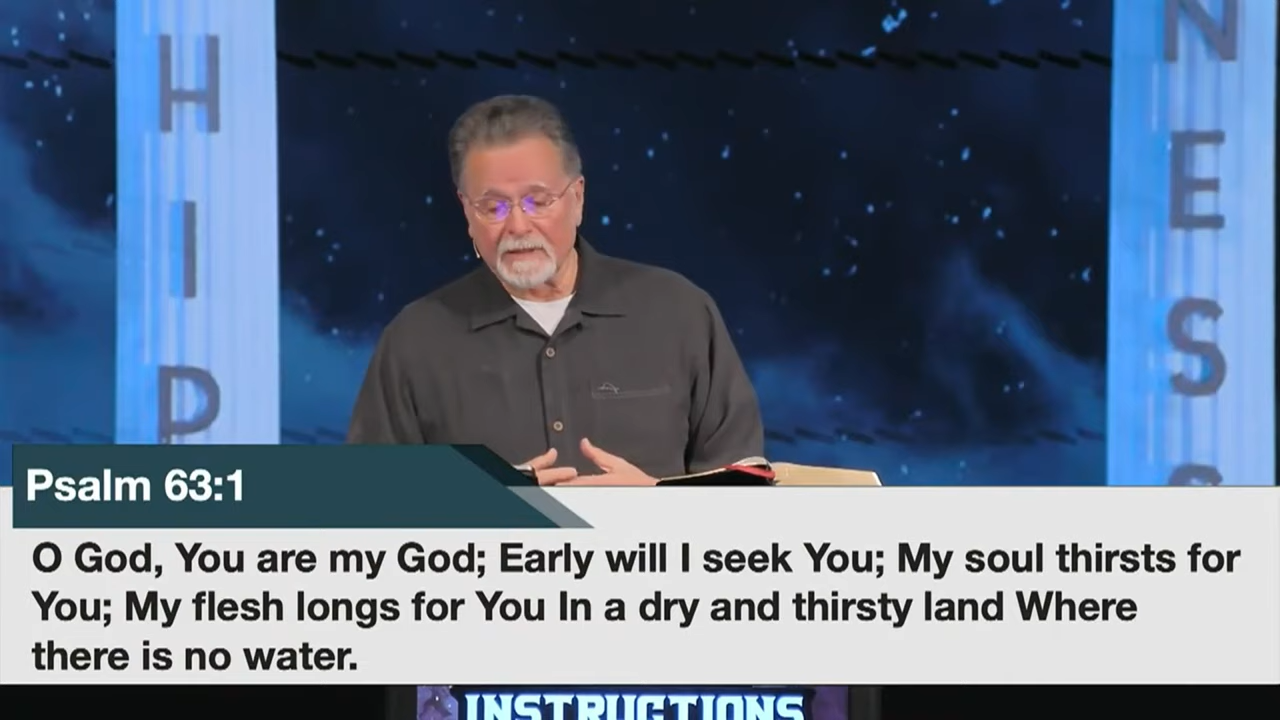 H
I
P
N
E
S
S
Psalm 63:1
O God, You are my God; Early will I seek You; My soul thirsts for
You; My flesh longs for You In a dry and thirsty land Where
there is no water.
INSTRUCTIONS